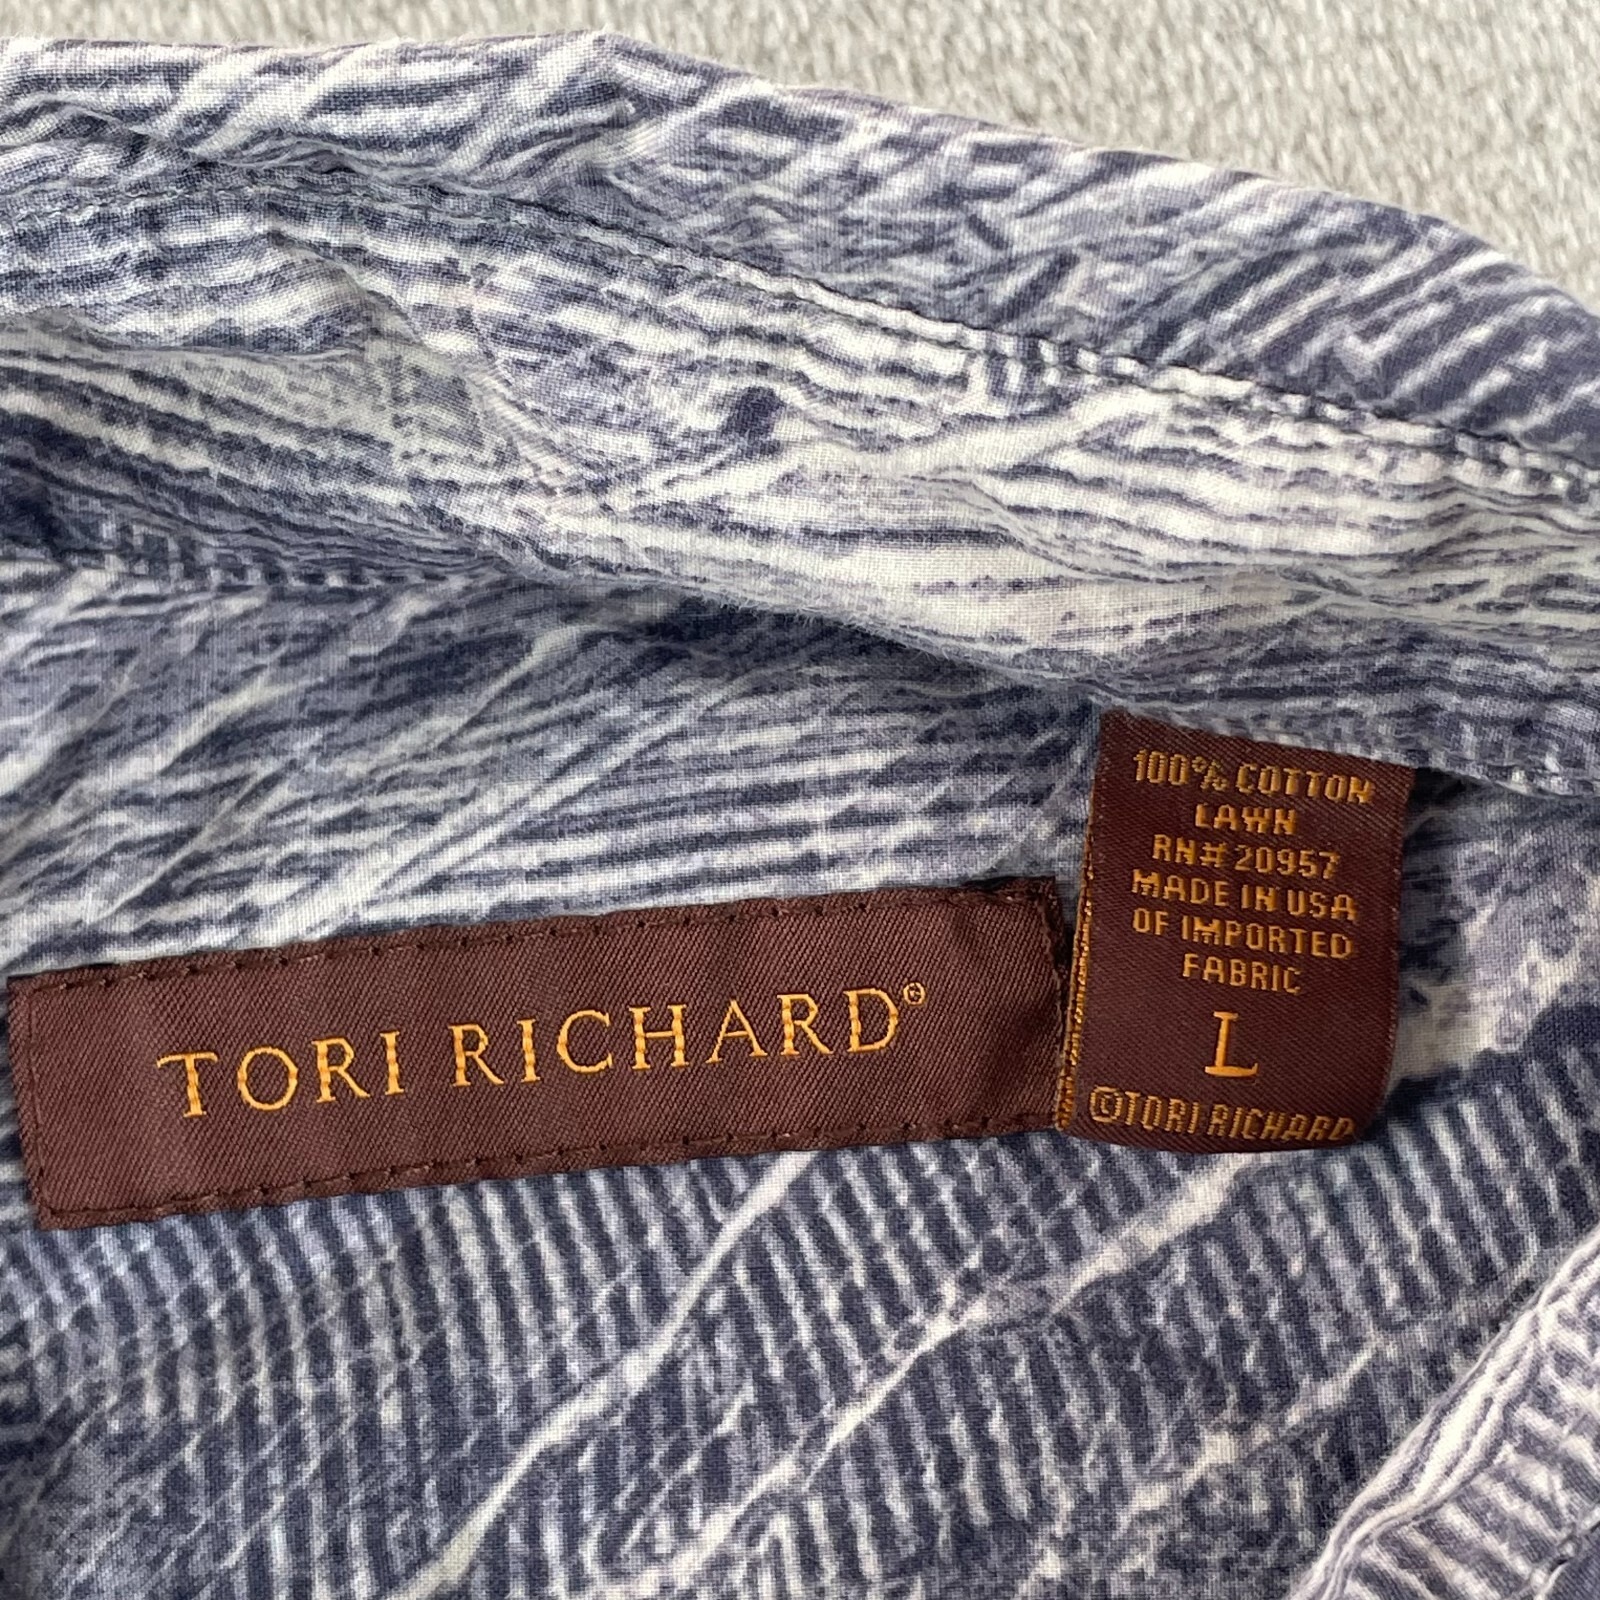 TORI RICHARD©
100% COTTON
LAWN
RN#20957
MADE IN USA
OF IMPORTED
FABRIC
L
©TORI RICHARD